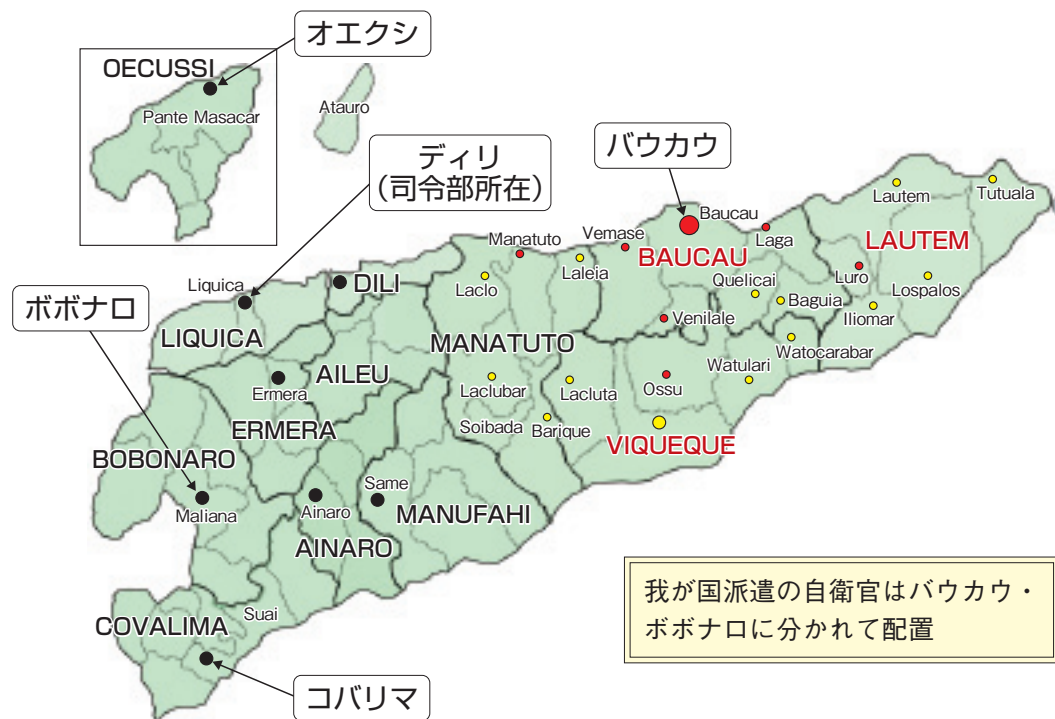 オエクシ
OECUSSI
Pante Masacar
Atauro
ディリ
（司令部所在）
バウカウ
Lautem
Tutuala
Baucau
Manatuto
Vemase
Laga
LAUTEM
BAUCAU
Laleia
Luro
Laclo
Quelicai
Lospalos
Liquica
DILI
Baguia
ボボナロ
Iliomar
Venilale
LIQUICA
MANATUTO
Watocarabar
AILEU
Watulari
Ermera
Laclubar
Lacluta
Ossu
ERMERA
Soibada
Barique
VIQUEQUE
BOBONARO
Same
Maliana
Ainaro
MANUFAHI
AINARO
我が国派遣の自衛官はバウカウ・
ボボナロに分かれて配置
Suai
COVALIMA
コバリマ